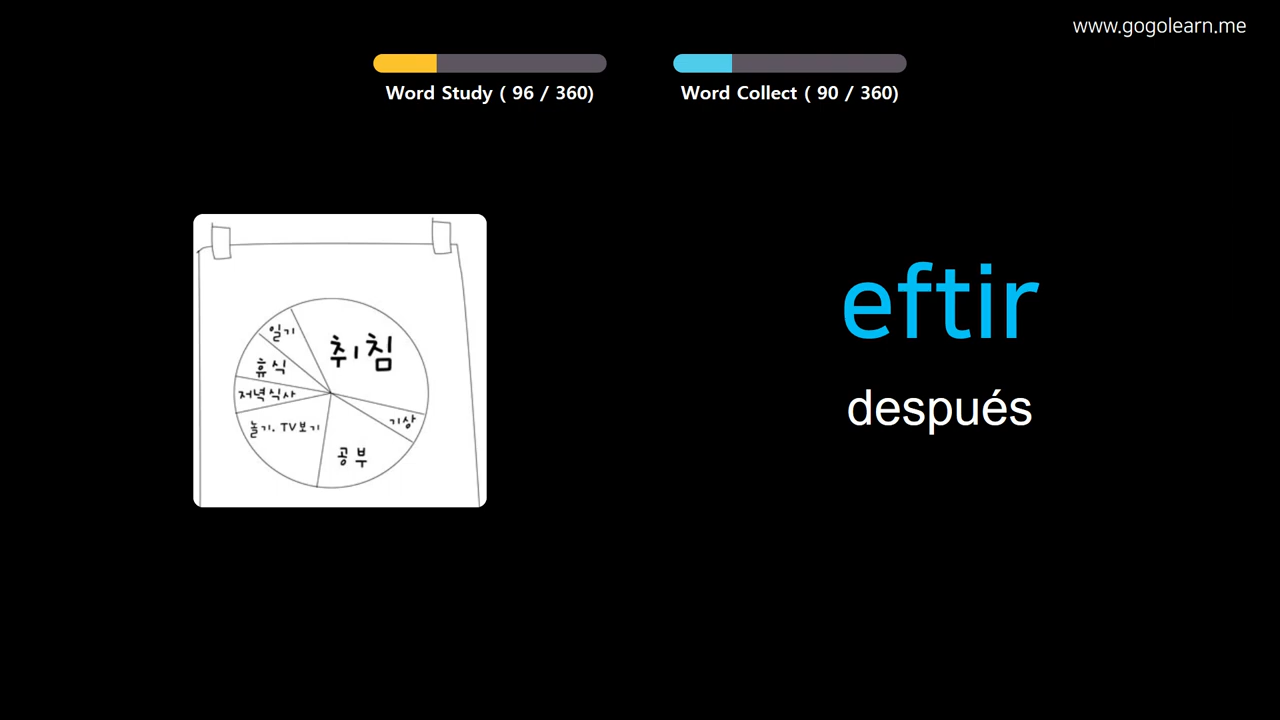 www.gogolearn.me
Word Study ( 96 / 360)
Word Collect ( 90 / 360)
일기
취침
휴식
저녁식사
놀기. TV보기
기상
공부
eftir
después